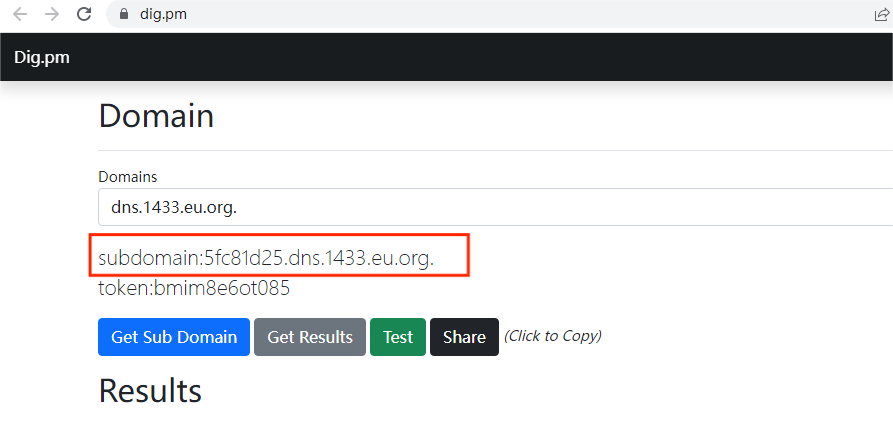 dig.pm
Dig.pm
Domain
Domains
dns.1433.eu.org.
subdomain:5fc81d25.dns.1433.eu.org.
token:bmim8e6ot085
Get Sub Domain Get Results Test Share (Click to Copy)
Results